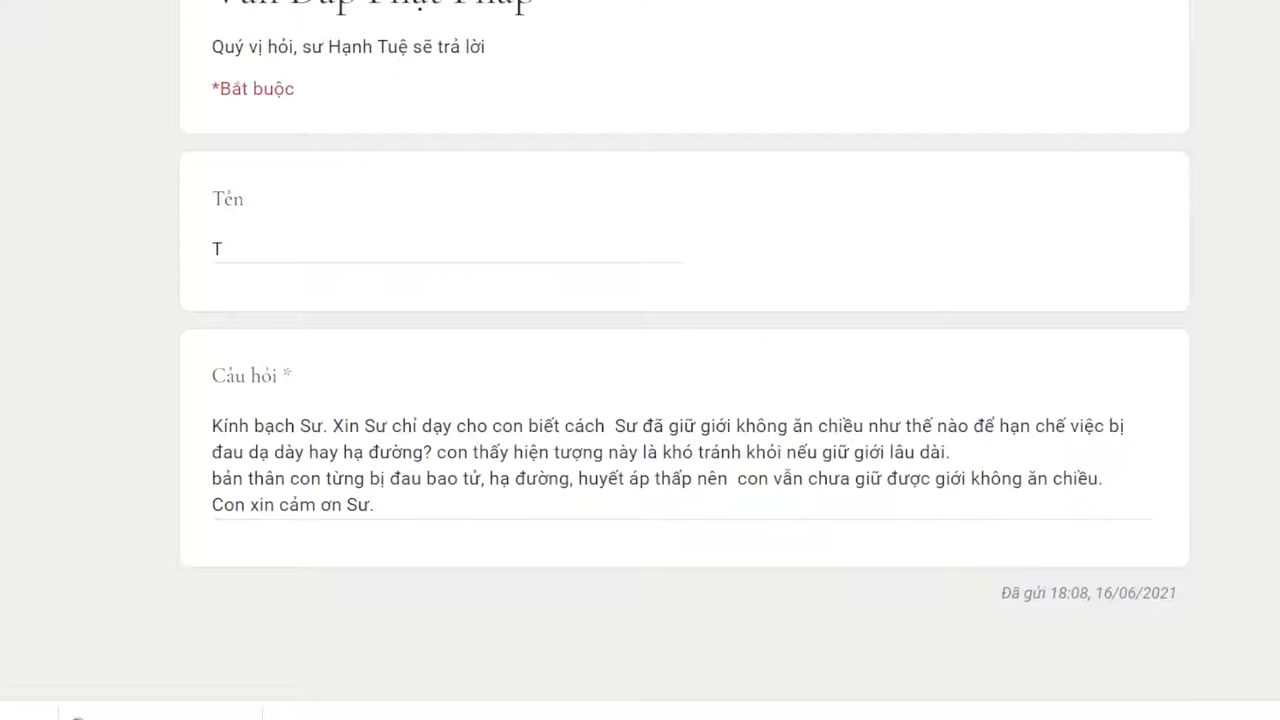 Vấn Đáp Phật Pháp
Quý vị hỏi, sư Hạnh Tuệ sẽ trả lời
*Bắt buộc
Tên
T
Câu hỏi *
Kính bạch Sư. Xin Sư chỉ dạy cho con biết cách  Sư đã giữ giới không ăn chiều như thế nào để hạn chế việc bị
đau dạ dày hay hạ đường? con thấy hiện tượng này là khó tránh khỏi nếu giữ giới lâu dài.
bản thân con từng bị đau bao tử, hạ đường, huyết áp thấp nên  con vẫn chưa giữ được giới không ăn chiều.
Con xin cảm ơn Sư.
Đã gửi 18:08, 16/06/2021